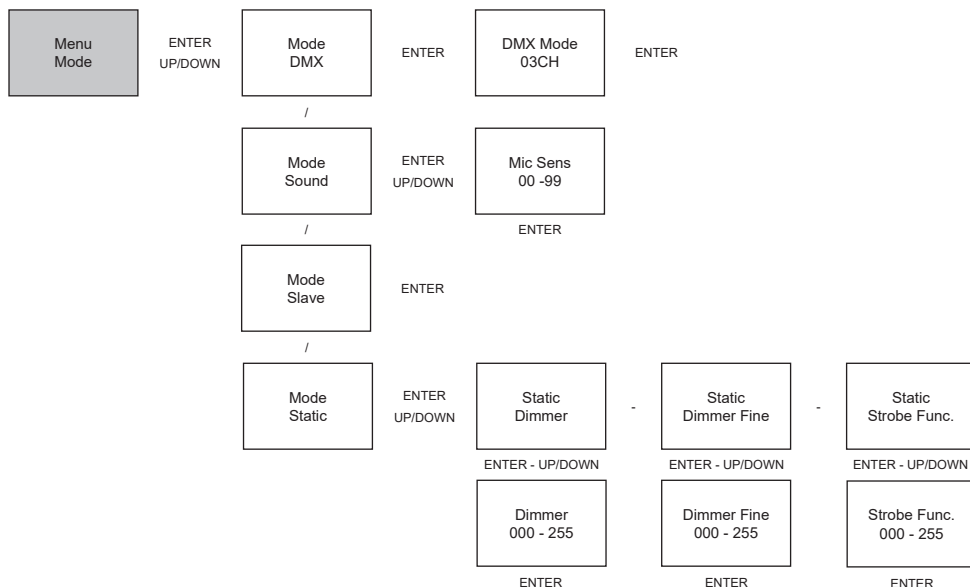 Menu
Mode
ENTER
UP/DOWN
Mode
DMX
ENTER
DMX Mode
03CH
ENTER
/
Mode
Sound
ENTER
UP/DOWN
Mic Sens
00 -99
ENTER
/
Mode
Slave
ENTER
/
Mode
Static
ENTER
UP/DOWN
Static
Dimmer
-
Static
Dimmer Fine
-
Static
Strobe Func.
ENTER - UP/DOWN
ENTER - UP/DOWN
ENTER - UP/DOWN
Dimmer
000 - 255
Dimmer Fine
000 - 255
Strobe Func.
000 - 255
ENTER
ENTER
ENTER